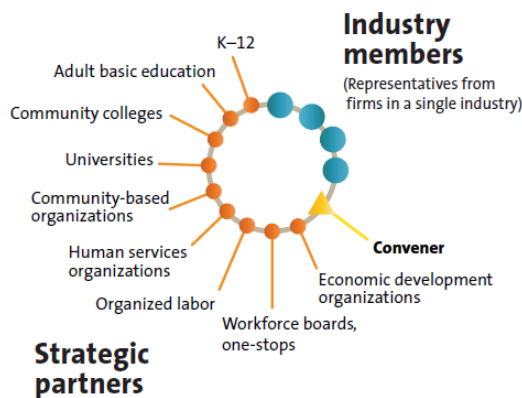 Industry
members
(Representatives from
firms in a single industry)
K–12
Adult basic education
Community colleges
Universities
Community-based
organizations
Human services
organizations
Organized labor
Workforce boards,
one-stops
Economic development
organizations
Convener
Strategic
partners